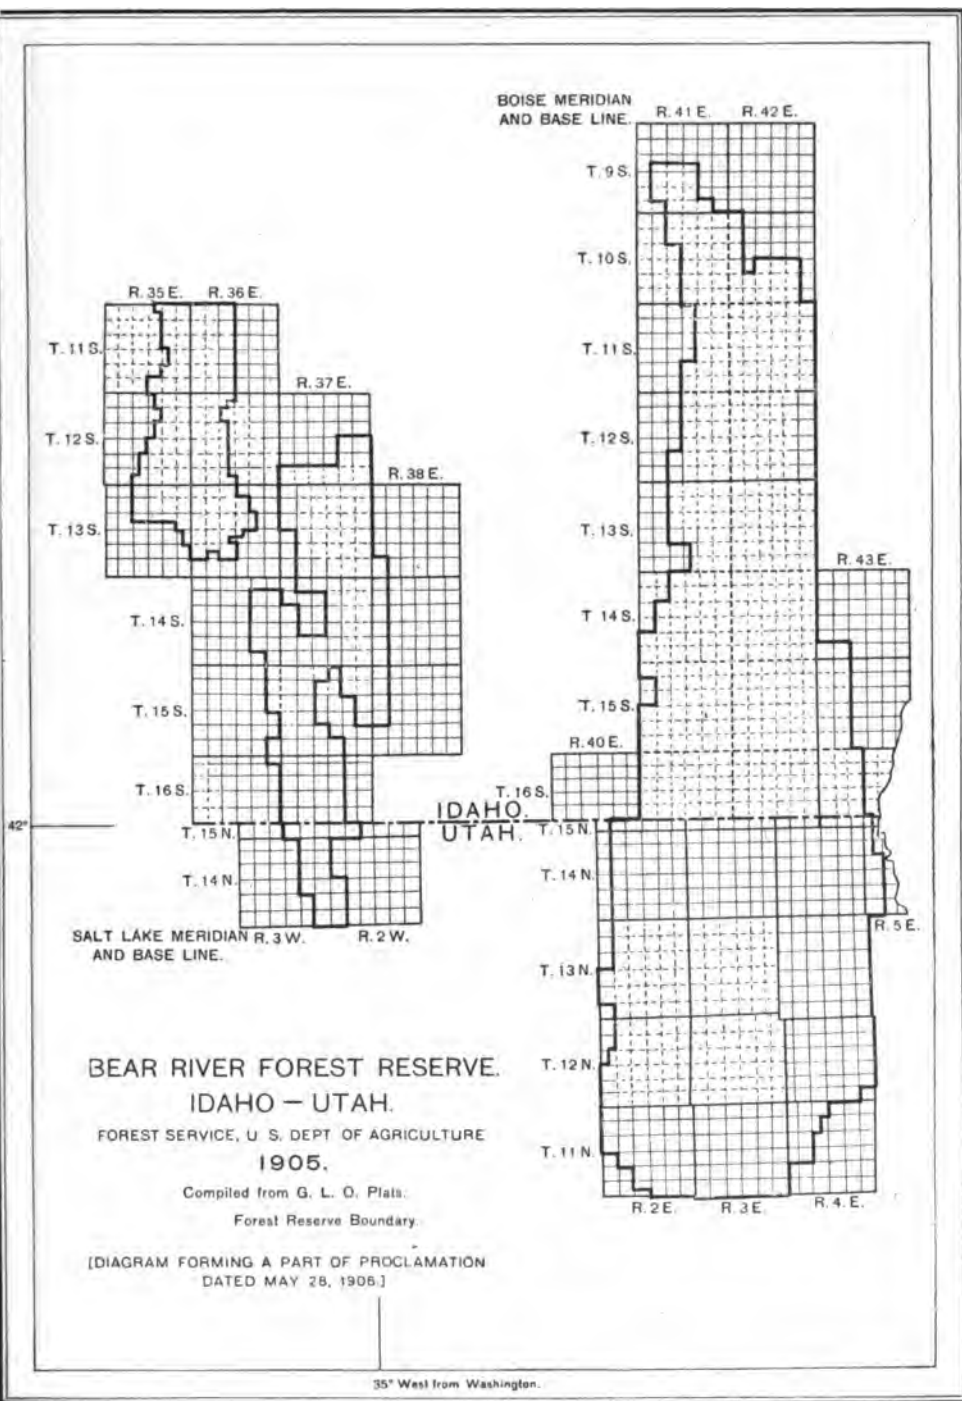 BOISE MERIDIAN
AND BASE LINE.
R. 41 E. R. 42 E.
T. 9 S.
T. 10 S.
R. 35 E. R. 36 E.
T. 11 S.
T. 11 S.
R. 37 E.
T. 12 S.
T. 12 S.
R. 38 E.
T. 13 S.
T. 13 S.
R. 43 E.
T. 14 S.
T. 14 S.
T. 15 S.
T. 15 S.
R. 40 E.
T. 16 S.
T. 16 S.
42°
IDAHO.
UTAH.
T. 15 N.
T. 15 N.
T. 14 N.
T. 14 N.
R. 5 E.
SALT LAKE MERIDIAN
AND BASE LINE.
R. 3 W. R. 2 W.
T. 13 N.
T. 12 N.
T. 11 N.
R. 2 E. R. 3 E. R. 4. E.
BEAR RIVER FOREST RESERVE.
IDAHO – UTAH.
FOREST SERVICE, U S. DEPT OF AGRICULTURE
1905.
Compiled from G. L. O. Plats.
Forest Reserve Boundary.
[DIAGRAM FORMING A PART OF PROCLAMATION
DATED MAY 28, 1906.]
35° West from Washington.